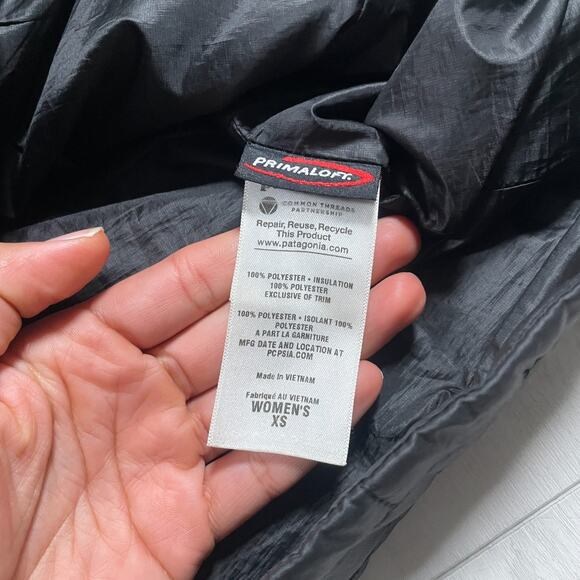 PRIMALOFT
COMMON THREADS
PARTNERSHIP
Repair, Reuse, Recycle
This Product
www.patagonia.com
100% POLYESTER • INSULATION
100% POLYESTER
EXCLUSIVE OF TRIM
100% POLYESTER • ISOLANT 100%
POLYESTER
A PART LA GARNITURE
MFG DATE AND LOCATION AT
PCPSIA.COM
Made in VIETNAM
Fabriqué AU VIETNAM
WOMEN'S
XS